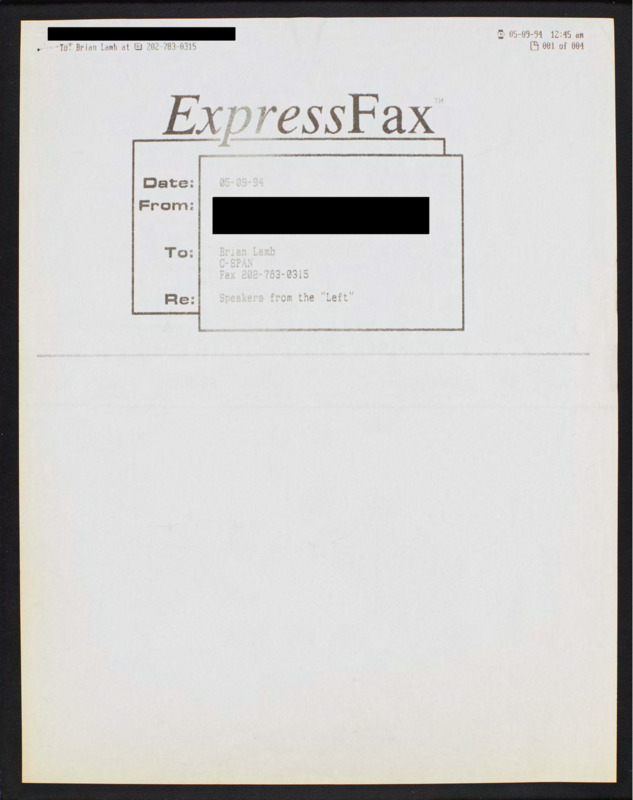 To: Brian Lamb at 202-783-0315
05-09-94 12:45 am
001 of 004
ExpressFax™
Date: 05-09-94
From:
To: Brian Lamb
C-SPAN
Fax 202-783-0315
Re: Speakers from the "Left"